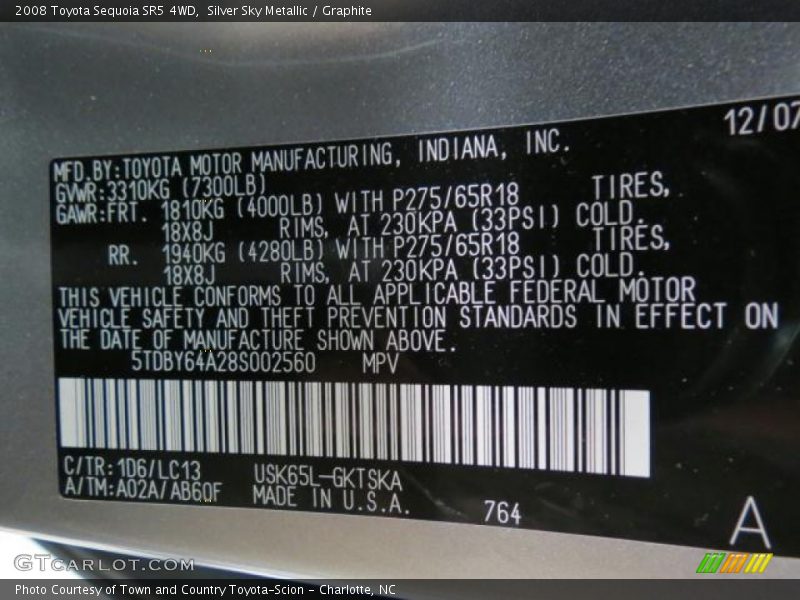 2008 Toyota Sequoia SR5 4WD,  Silver Sky Metallic / Graphite
12/07
MFD.BY:TOYOTA MOTOR MANUFACTURING, INDIANA, INC.
GVWR:3310KG (7300LB)
GAWR:FRT. 1810KG (4000LB) WITH P275/65R18 TIRES,
18X8J RIMS, AT 230KPA (33PSI) COLD.
RR. 1940KG (4280LB) WITH P275/65R18 TIRES,
18X8J RIMS, AT 230KPA (33PSI) COLD.
THIS VEHICLE CONFORMS TO ALL APPLICABLE FEDERAL MOTOR
VEHICLE SAFETY AND THEFT PREVENTION STANDARDS IN EFFECT ON
THE DATE OF MANUFACTURE SHOWN ABOVE.
5TDBY64A28S002560 MPV
C/TR:1D6/LC13 USK65L-GKTSKA
A/TM:A02A/AB60F MADE IN U.S.A. 764 A
GTCARLOT.COM
Photo Courtesy of Town and Country Toyota-Scion - Charlotte, NC